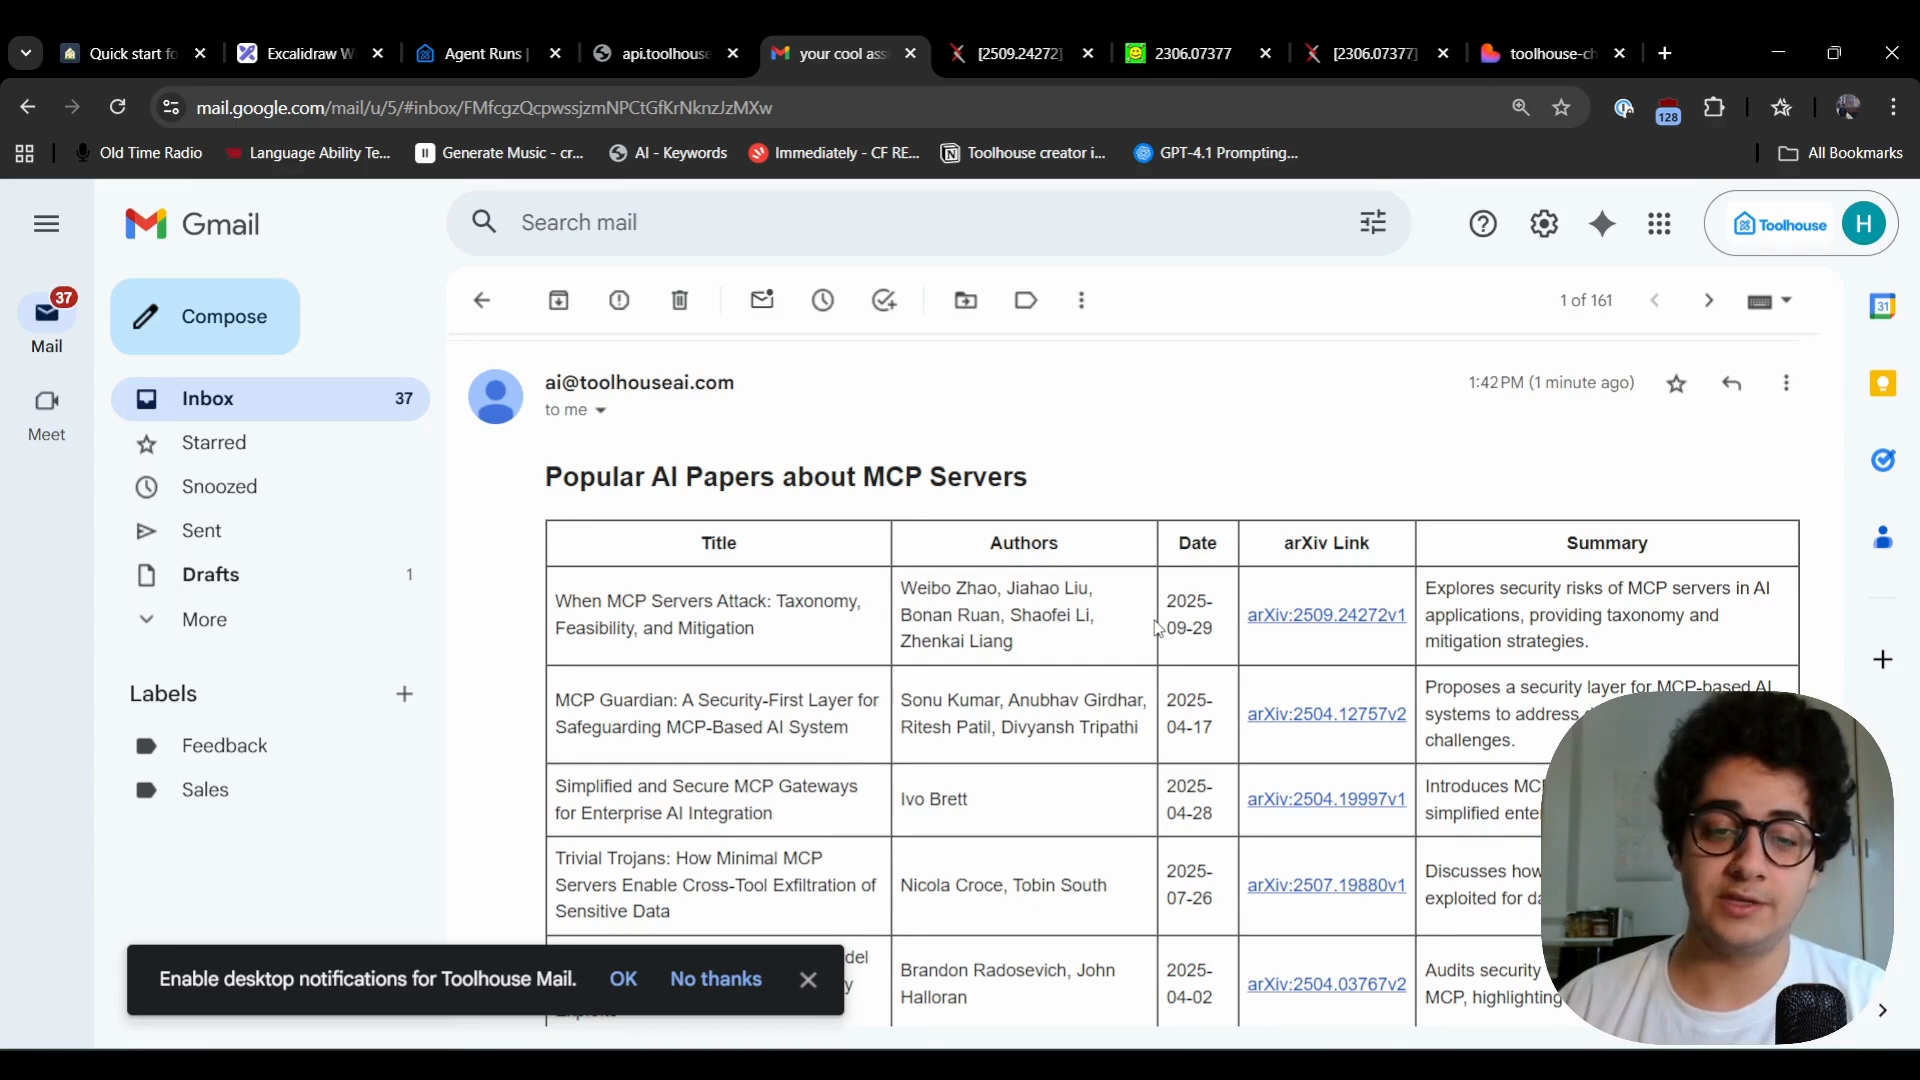 Quick start fo
Excalidraw W
Agent Runs |
api.toolhouse
your cool ass
[2509.24272]
2306.07377
[2306.07377]
toolhouse-ch
mail.google.com/mail/u/5/#inbox/FMfcgzQcpwssjzmNPCtGfKrNknzJzMXw
128
Old Time Radio
Language Ability Te...
Generate Music - cr...
AI - Keywords
Immediately - CF RE...
Toolhouse creator i...
GPT-4.1 Prompting...
All Bookmarks
Gmail
Search mail
Toolhouse
H
37
Mail
Meet
Compose
Inbox 37
Starred
Snoozed
Sent
Drafts 1
More
Labels
Feedback
Sales
1 of 161
31
ai@toolhouseai.com
to me
1:42 PM (1 minute ago)
Popular AI Papers about MCP Servers
Title Authors Date arXiv Link Summary
When MCP Servers Attack: Taxonomy,
Feasibility, and Mitigation
Weibo Zhao, Jiahao Liu,
Bonan Ruan, Shaofei Li,
Zhenkai Liang
2025-
09-29
arXiv:2509.24272v1
Explores security risks of MCP servers in AI
applications, providing taxonomy and
mitigation strategies.
MCP Guardian: A Security-First Layer for
Safeguarding MCP-Based AI System
Sonu Kumar, Anubhav Girdhar,
Ritesh Patil, Divyansh Tripathi
2025-
04-17
arXiv:2504.12757v2
Proposes a security layer for MCP-based AI
systems to address
challenges.
Simplified and Secure MCP Gateways
for Enterprise AI Integration
Ivo Brett
2025-
04-28
arXiv:2504.19997v1
Introduces MC
simplified ente
Trivial Trojans: How Minimal MCP
Servers Enable Cross-Tool Exfiltration of
Sensitive Data
Nicola Croce, Tobin South
2025-
07-26
arXiv:2507.19880v1
Discusses how
exploited for da
del
y
Brandon Radosevich, John
Halloran
2025-
04-02
arXiv:2504.03767v2
Audits security
MCP, highlighting
Enable desktop notifications for Toolhouse Mail. OK No thanks